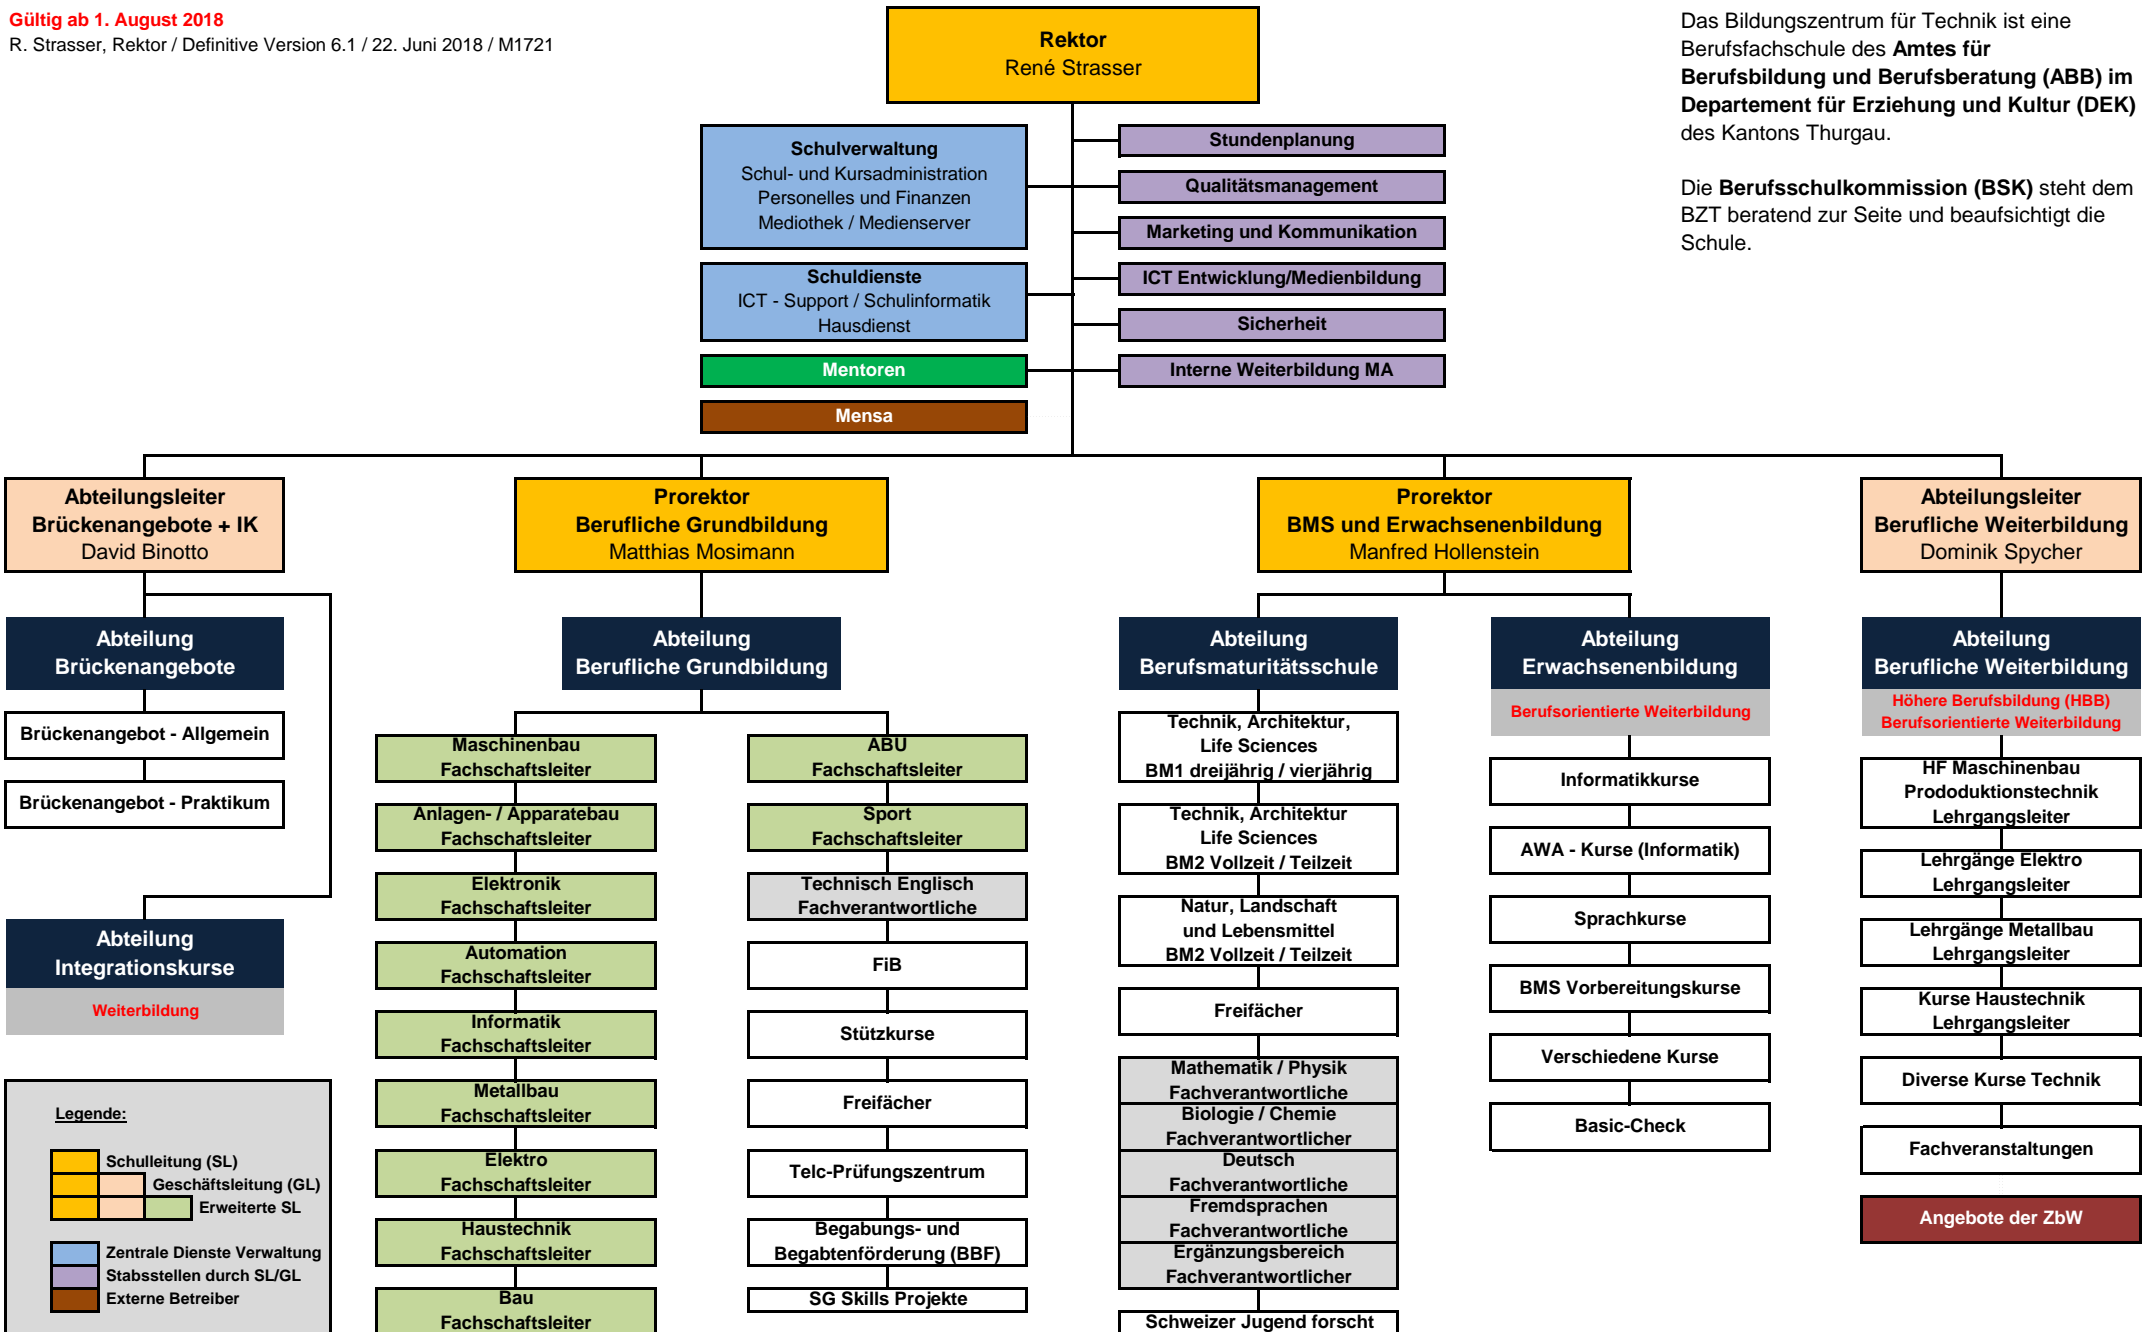 Gültig ab 1. August 2018
R. Strasser, Rektor / Definitive Version 6.1 / 22. Juni 2018 / M1721
Rektor
René Strasser
Das Bildungszentrum für Technik ist eine
Berufsfachschule des Amtes für
Berufsbildung und Berufsberatung (ABB) im
Departement für Erziehung und Kultur (DEK)
des Kantons Thurgau.
Die Berufsschulkommission (BSK) steht dem
BZT beratend zur Seite und beaufsichtigt die
Schule.
Schulverwaltung
Schul- und Kursadministration
Personelles und Finanzen
Mediothek / Medienserver
Schuldienste
ICT - Support / Schulinformatik
Hausdienst
Mentoren
Mensa
Stundenplanung
Qualitätsmanagement
Marketing und Kommunikation
ICT Entwicklung/Medienbildung
Sicherheit
Interne Weiterbildung MA
Abteilungsleiter
Brückenangebote + IK
David Binotto
Abteilung
Brückenangebote
Brückenangebot - Allgemein
Brückenangebot - Praktikum
Abteilung
Integrationskurse
Weiterbildung
Legende:
Schulleitung (SL)
Geschäftsleitung (GL)
Erweiterte SL
Zentrale Dienste Verwaltung
Stabsstellen durch SL/GL
Externe Betreiber
Prorektor
Berufliche Grundbildung
Matthias Mosimann
Abteilung
Berufliche Grundbildung
Maschinenbau
Fachschaftsleiter
Anlagen- / Apparatebau
Fachschaftsleiter
Elektronik
Fachschaftsleiter
Automation
Fachschaftsleiter
Informatik
Fachschaftsleiter
Metallbau
Fachschaftsleiter
Elektro
Fachschaftsleiter
Haustechnik
Fachschaftsleiter
Bau
Fachschaftsleiter
ABU
Fachschaftsleiter
Sport
Fachschaftsleiter
Technisch Englisch
Fachverantwortliche
FiB
Stützkurse
Freifächer
Telc-Prüfungszentrum
Begabungs- und
Begabtenförderung (BBF)
SG Skills Projekte
Prorektor
BMS und Erwachsenenbildung
Manfred Hollenstein
Abteilung
Berufsmaturitätsschule
Technik, Architektur,
Life Sciences
BM1 dreijährig / vierjährig
Technik, Architektur
Life Sciences
BM2 Vollzeit / Teilzeit
Natur, Landschaft
und Lebensmittel
BM2 Vollzeit / Teilzeit
Freifächer
Mathematik / Physik
Fachverantwortliche
Biologie / Chemie
Fachverantwortlicher
Deutsch
Fachverantwortliche
Fremdsprachen
Fachverantwortliche
Ergänzungsbereich
Fachverantwortlicher
Schweizer Jugend forscht
Abteilung
Erwachsenenbildung
Berufsorientierte Weiterbildung
Informatikkurse
AWA - Kurse (Informatik)
Sprachkurse
BMS Vorbereitungskurse
Verschiedene Kurse
Basic-Check
Abteilungsleiter
Berufliche Weiterbildung
Dominik Spycher
Abteilung
Berufliche Weiterbildung
Höhere Berufsbildung (HBB)
Berufsorientierte Weiterbildung
HF Maschinenbau
Prododuktionstechnik
Lehrgangsleiter
Lehrgänge Elektro
Lehrgangsleiter
Lehrgänge Metallbau
Lehrgangsleiter
Kurse Haustechnik
Lehrgangsleiter
Diverse Kurse Technik
Fachveranstaltungen
Angebote der ZbW